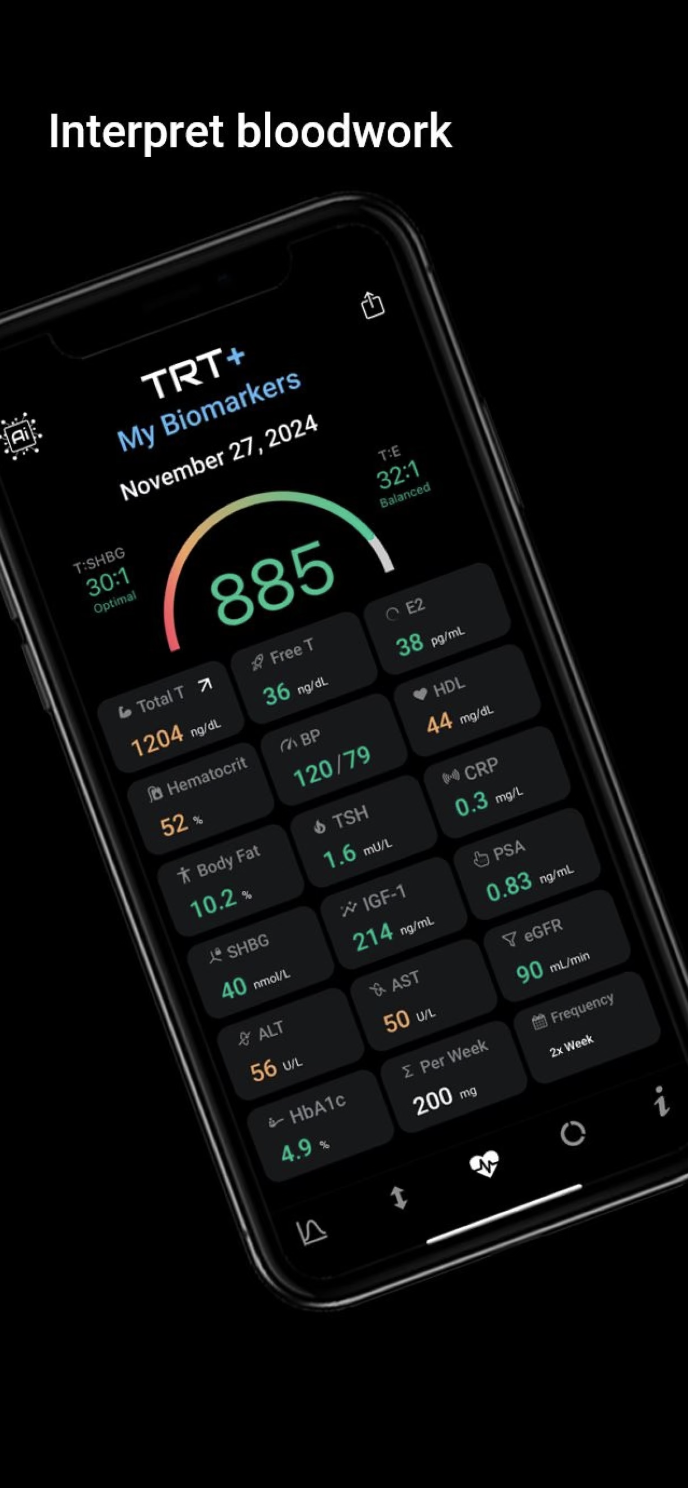 Interpret bloodwork
TRT+
My Biomarkers
November 27, 2024
Ai
T:SHBG
30:1
Optimal
885
T:E
32:1
Balanced
Total T
1204 ng/dL
Free T
36 ng/dL
E2
38 pg/mL
Hematocrit
52 %
BP
120/79
HDL
44 mg/dL
Body Fat
10.2 %
TSH
1.6 mU/L
CRP
0.3 mg/L
SHBG
40 nmol/L
IGF-1
214 ng/mL
PSA
0.83 ng/mL
ALT
56 U/L
AST
50 U/L
eGFR
90 mL/min
HbA1c
4.9 %
Σ Per Week
200 mg
Frequency
2x Week